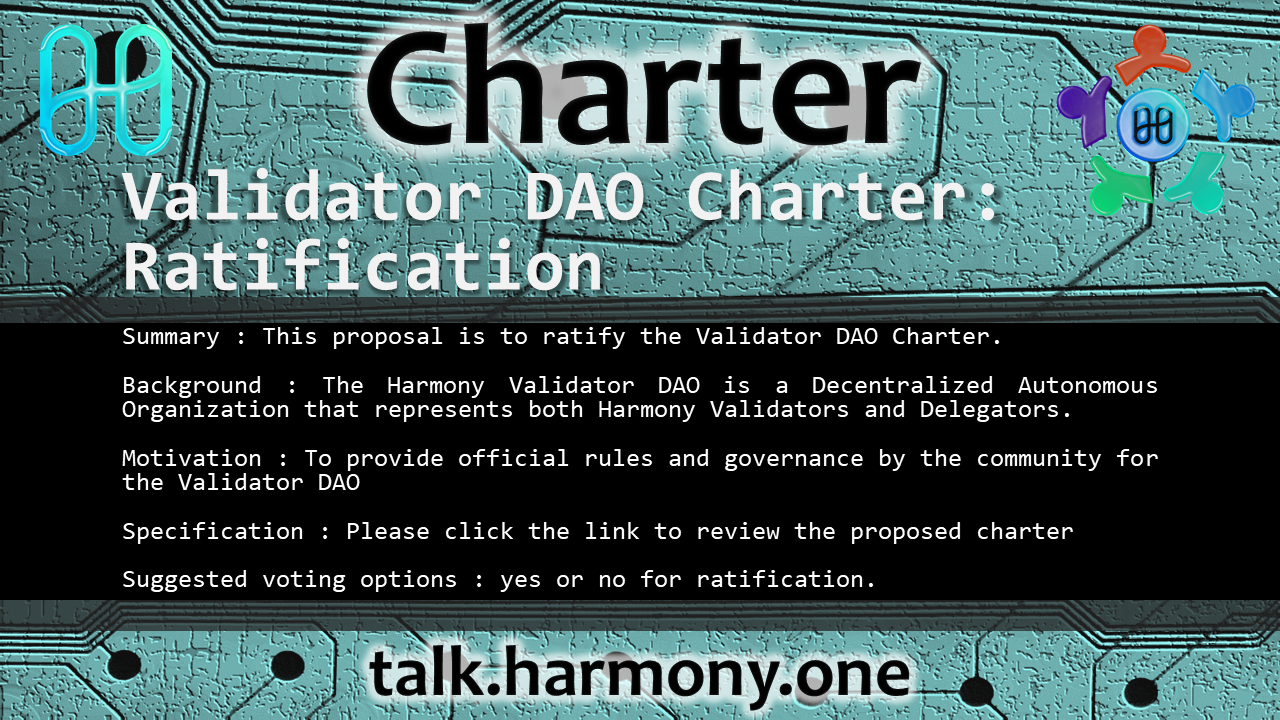 Charter
Validator DAO Charter:
Ratification
Summary : This proposal is to ratify the Validator DAO Charter.
Background : The Harmony Validator DAO is a Decentralized Autonomous
Organization that represents both Harmony Validators and Delegators.
Motivation : To provide official rules and governance by the community for
the Validator DAO
Specification : Please click the link to review the proposed charter
Suggested voting options : yes or no for ratification.
talk.harmony.one